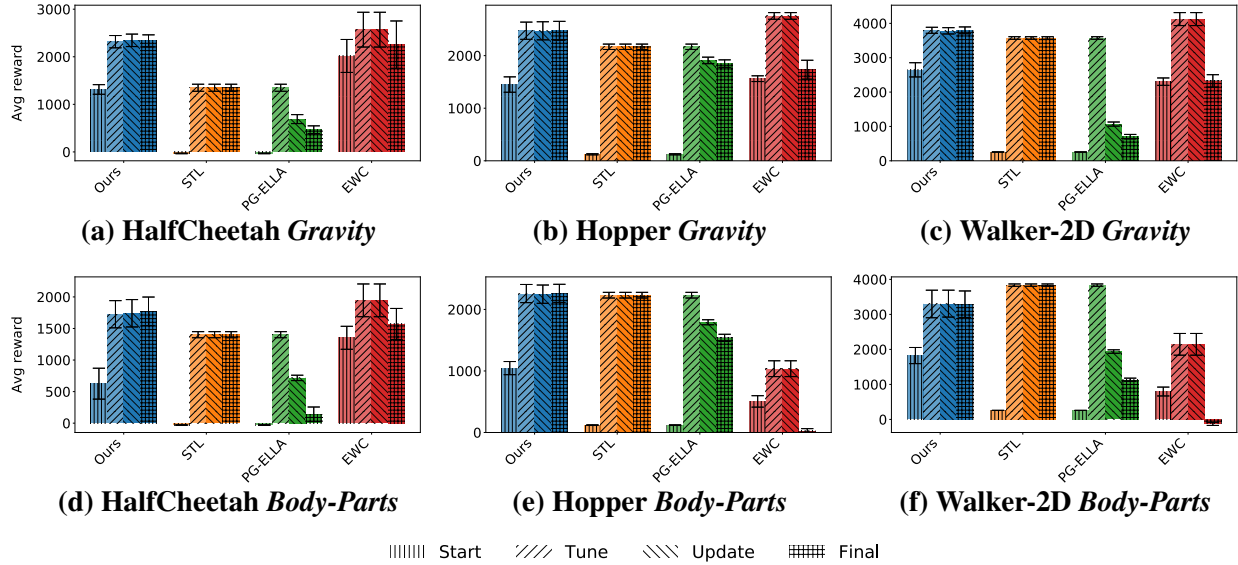 Avg reward
3000
2000
1000
0
Ours
STL
PG-ELLA
EWC
(a) HalfCheetah Gravity
2000
1000
0
Ours
STL
PG-ELLA
EWC
(b) Hopper Gravity
4000
3000
2000
1000
0
Ours
STL
PG-ELLA
EWC
(c) Walker-2D Gravity
Avg reward
2000
1500
1000
500
0
Ours
STL
PG-ELLA
EWC
(d) HalfCheetah Body-Parts
2000
1000
0
Ours
STL
PG-ELLA
EWC
(e) Hopper Body-Parts
4000
3000
2000
1000
0
Ours
STL
PG-ELLA
EWC
(f) Walker-2D Body-Parts
Start Tune Update Final